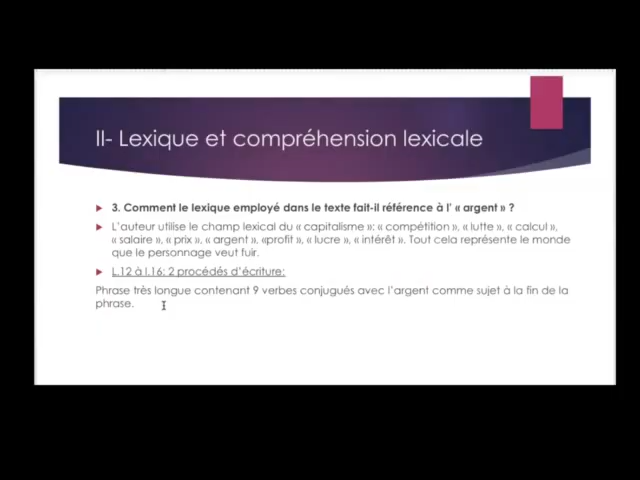 II- Lexique et compréhension lexicale
3. Comment le lexique employé dans le texte fait-il référence à l' « argent » ?
L'auteur utilise le champ lexical du « capitalisme »: « compétition », « lutte », « calcul »,
« salaire », « prix », « argent », «profit », « lucre », « intérêt ». Tout cela représente le monde
que le personnage veut fuir.
L.12 à l.16: 2 procédés d'écriture:
Phrase très longue contenant 9 verbes conjugués avec l'argent comme sujet à la fin de la
phrase.